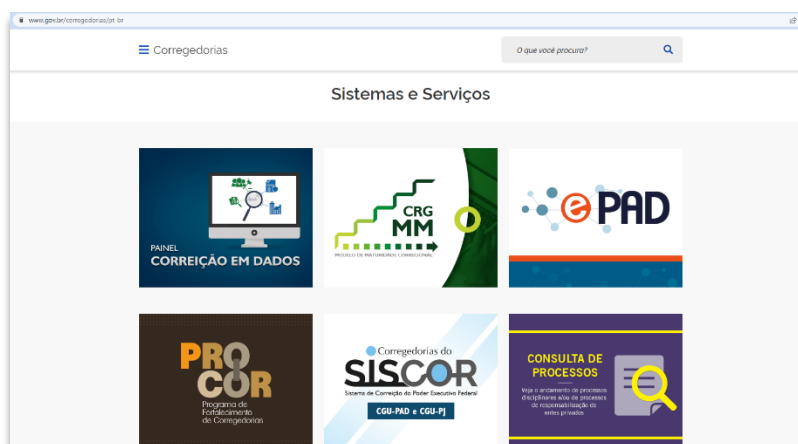 www.gov.br/corregedorias/pt-br
Corregedorias
O que você procura?
Sistemas e Serviços
PAINEL
CORREIÇÃO EM DADOS
CRG
MM
MODELO DE MATURIDADE CORRECIONAL
ePAD
PRO
COR
Programa de
Fortalecimento
de Corregedorias
Corregedorias do
SISCOR
Sistema de Correição do Poder Executivo Federal
CGU-PAD e CGU-PJ
CONSULTA DE
PROCESSOS
Veja o andamento de processos
disciplinares e/ou de processos
de responsabilização de
entes privados